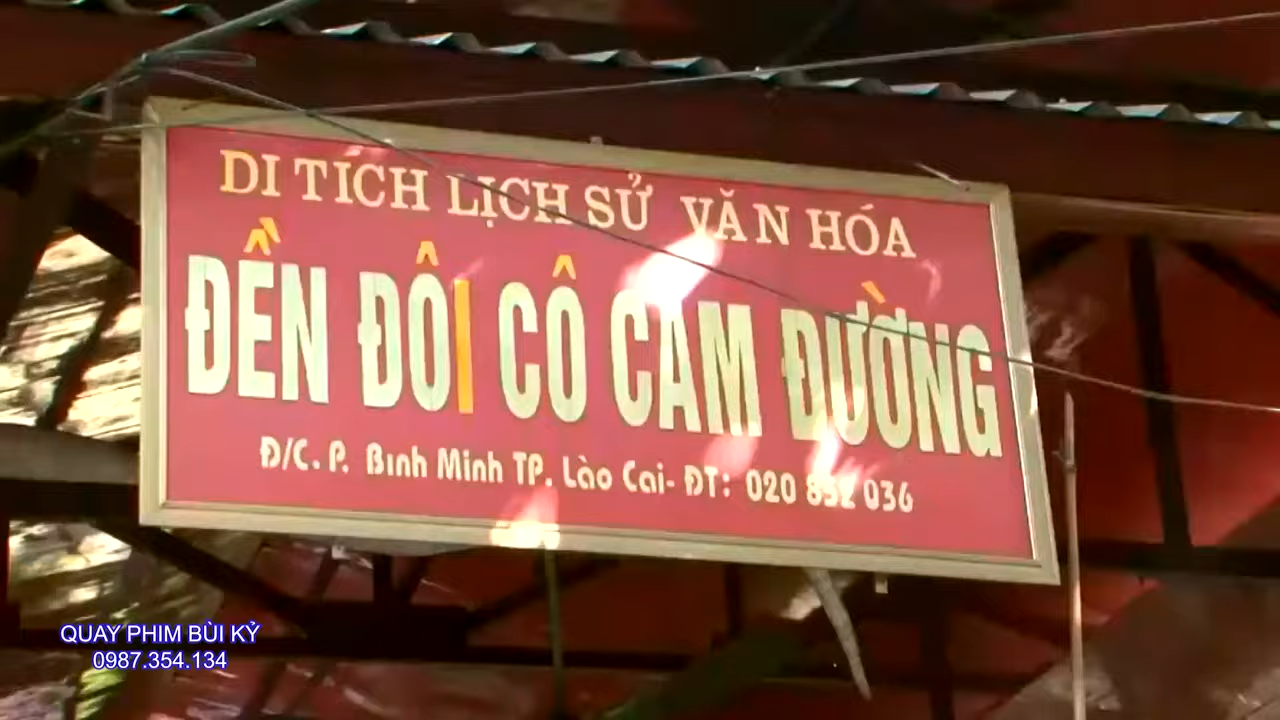 DI TÍCH LỊCH SỬ VĂN HÓA
ĐỀN ĐÔI CÔ CAM ĐƯỜNG
Đ/C. P. Bình Minh TP. Lào Cai- ĐT: 020 852 036
QUAY PHIM BÙI KỶ
0987.354.134